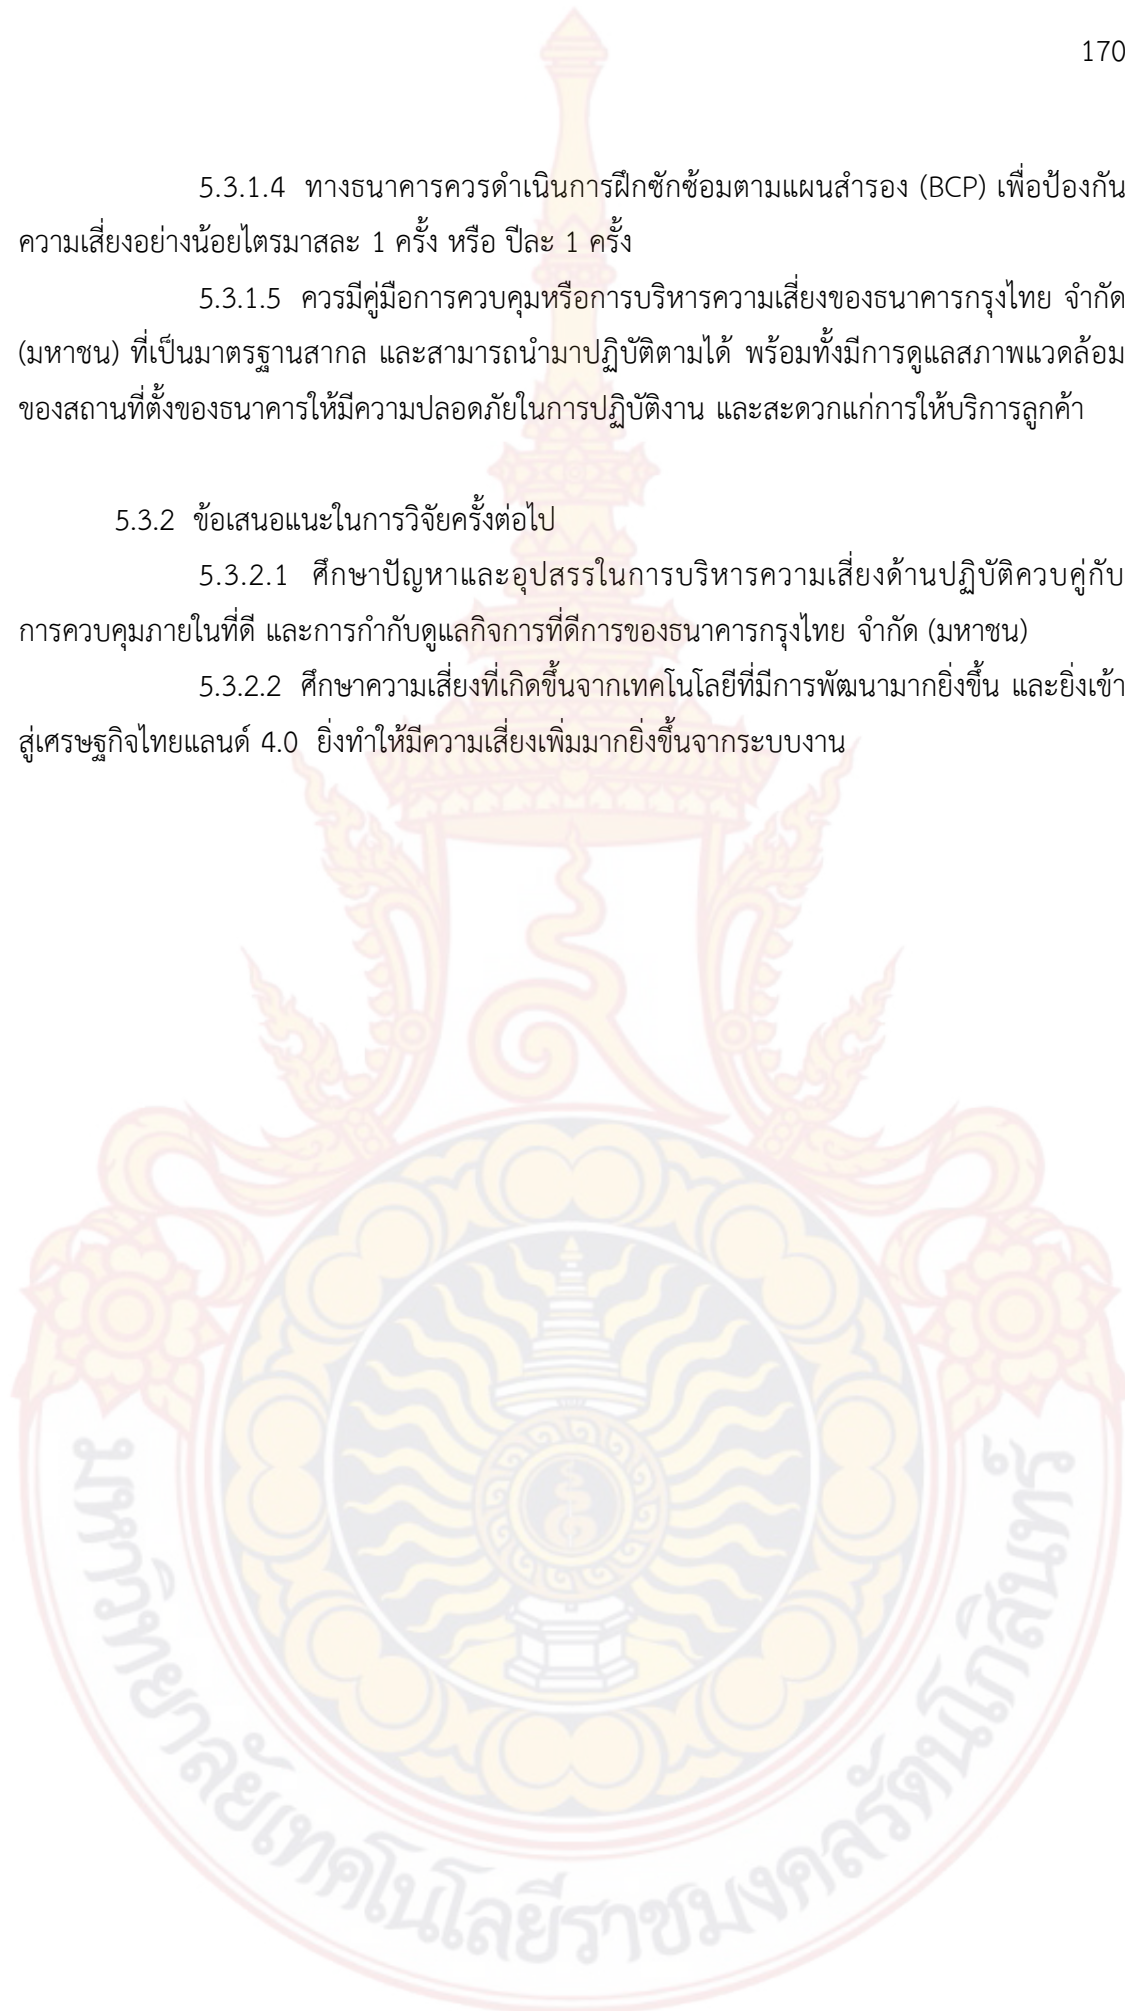 170
5.3.1.4 ทางธนาคารควรดำเนินการฝึกซักซ้อมตามแผนสำรอง (BCP) เพื่อป้องกัน
ความเสี่ยงอย่างน้อยไตรมาสละ 1 ครั้ง หรือ ปีละ 1 ครั้ง
5.3.1.5 ควรมีคู่มือการควบคุมหรือการบริหารความเสี่ยงของธนาคารกรุงไทย จำกัด
(มหาชน) ที่เป็นมาตรฐานสากล และสามารถนำมาปฏิบัติตามได้ พร้อมทั้งมีการดูแลสภาพแวดล้อม
ของสถานที่ตั้งของธนาคารให้มีความปลอดภัยในการปฏิบัติงาน และสะดวกแก่การให้บริการลูกค้า
5.3.2 ข้อเสนอแนะในการวิจัยครั้งต่อไป
5.3.2.1 ศึกษาปัญหาและอุปสรรในการบริหารความเสี่ยงด้านปฏิบัติควบคู่กับ
การควบคุมภายในที่ดี และการกำกับดูแลกิจการที่ดีการของธนาคารกรุงไทย จำกัด (มหาชน)
5.3.2.2 ศึกษาความเสี่ยงที่เกิดขึ้นจากเทคโนโลยีที่มีการพัฒนามากยิ่งขึ้น และยิ่งเข้า
สู่เศรษฐกิจไทยแลนด์ 4.0 ยิ่งทำให้มีความเสี่ยงเพิ่มมากยิ่งขึ้นจากระบบงาน
มหาวิทยาลัยเทคโนโลยีราชมงคลรัตนโกสินทร์